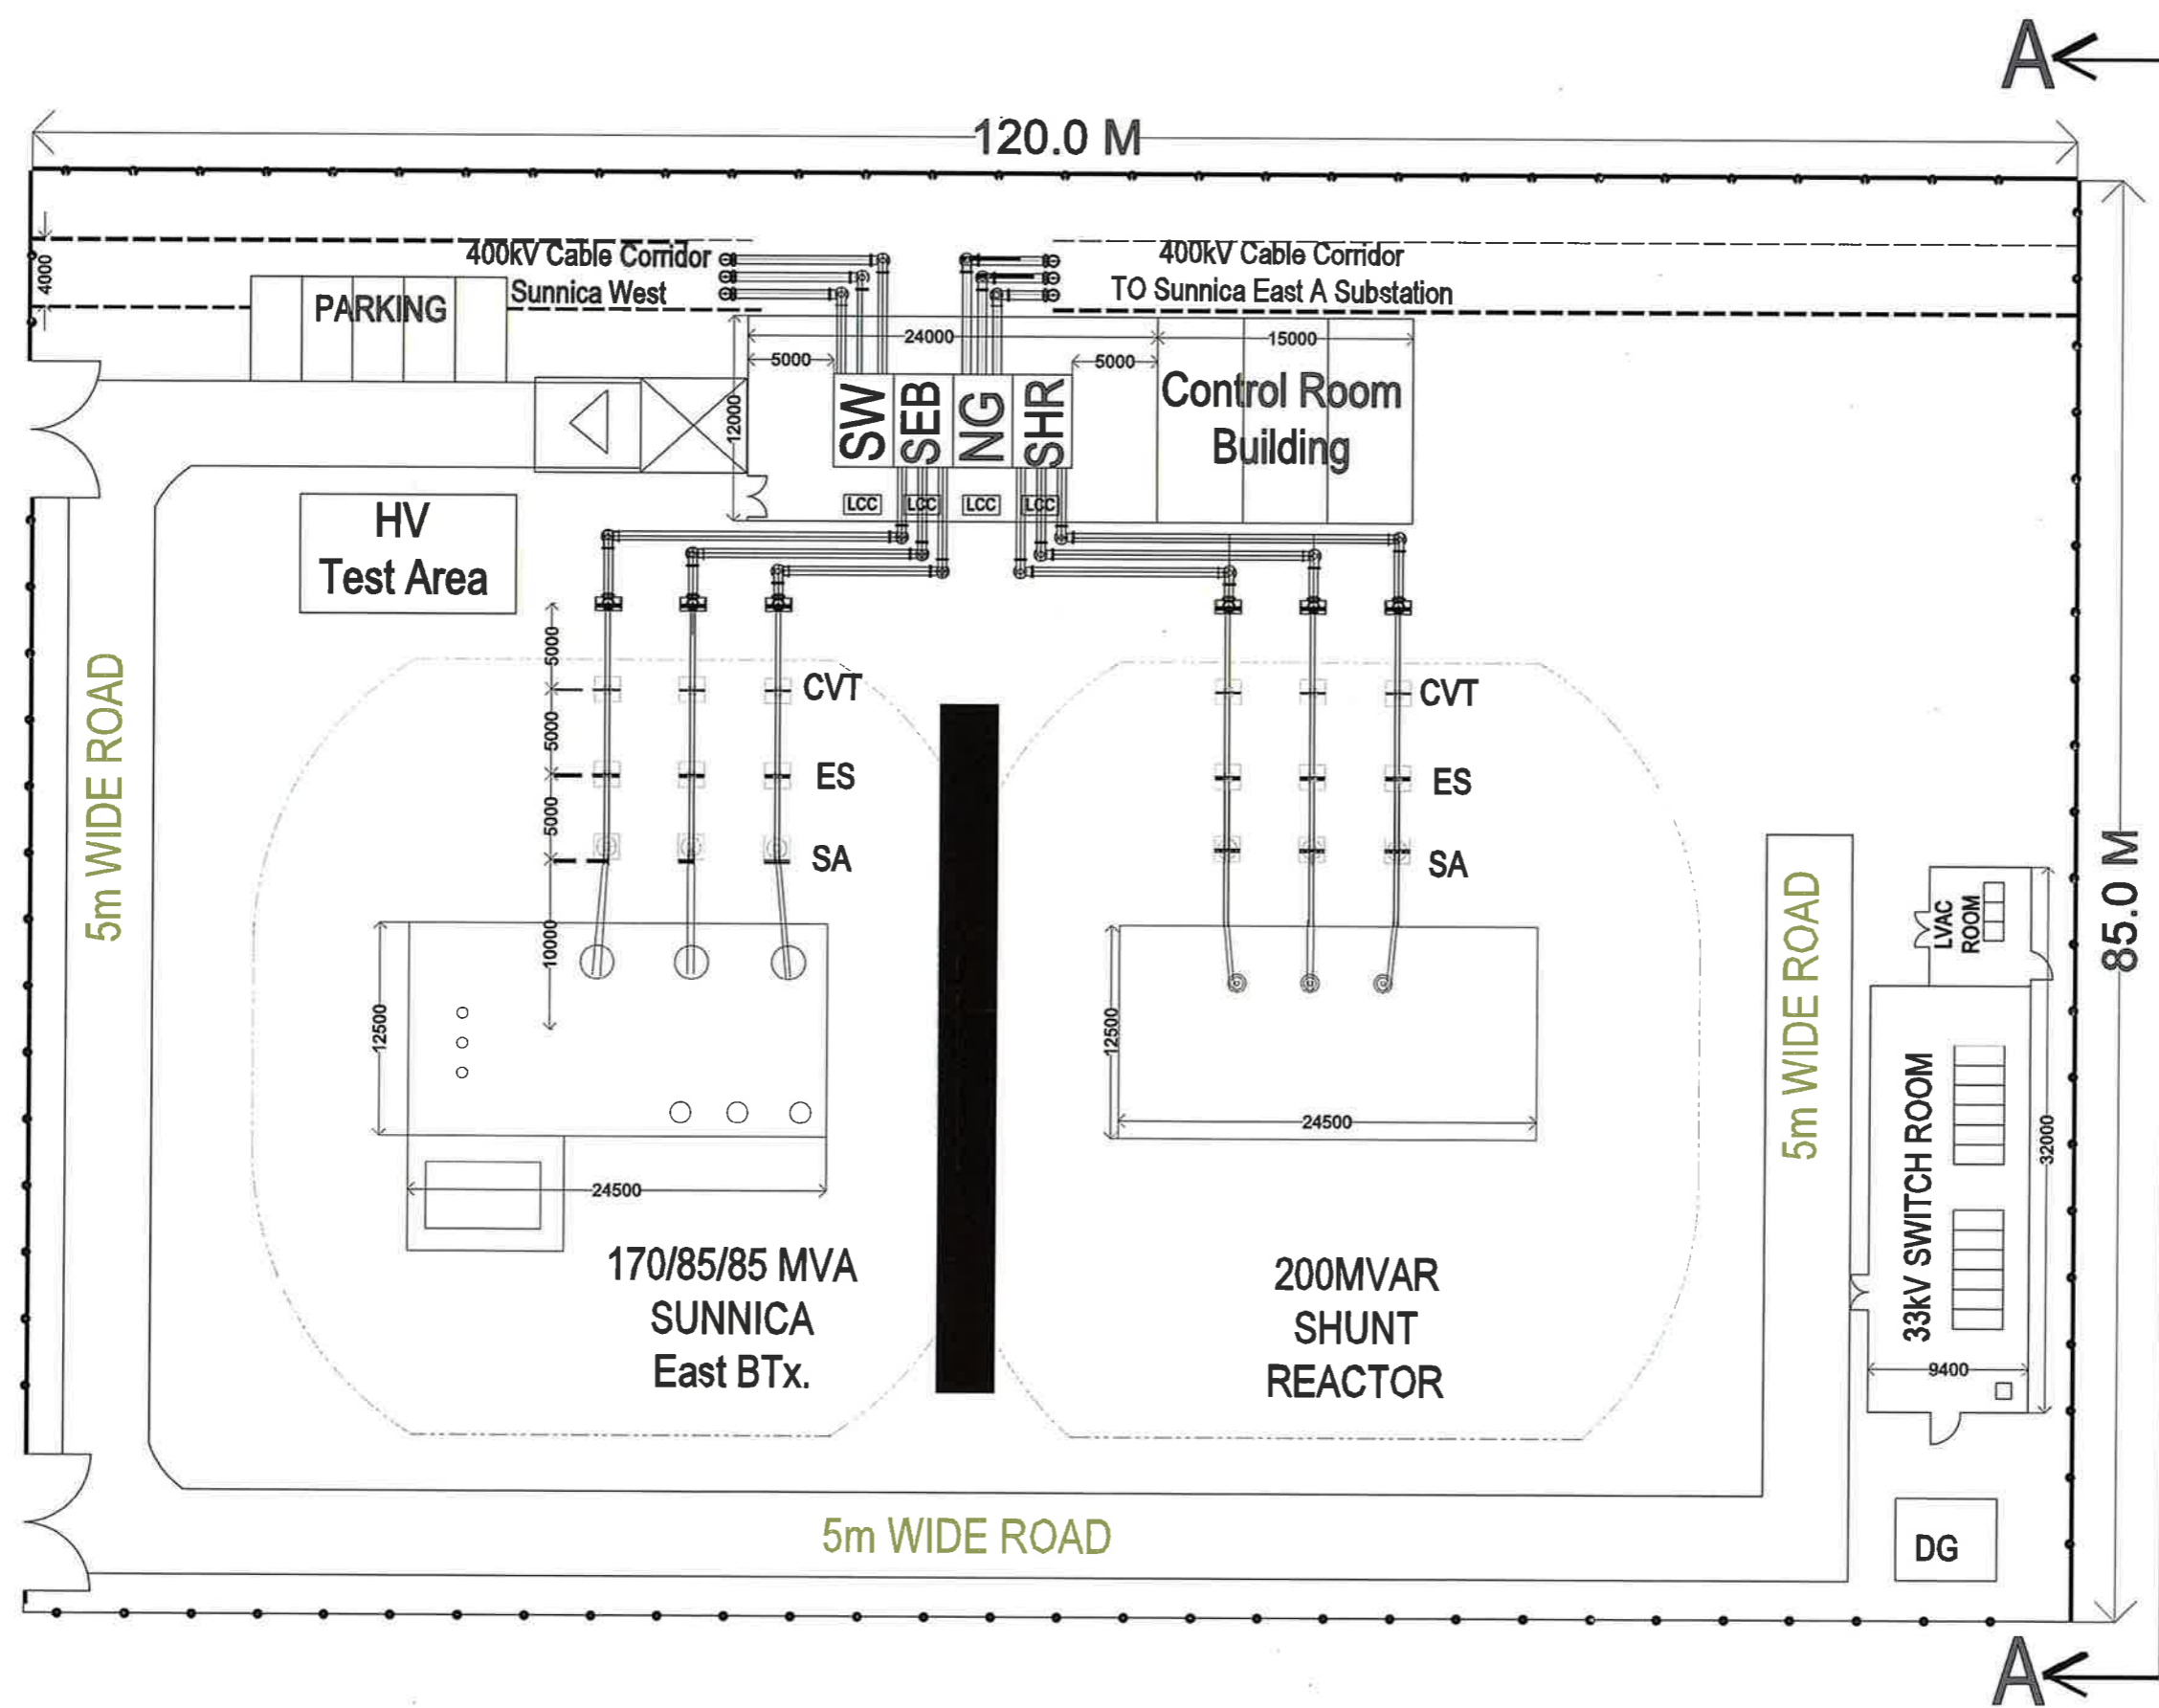 A
120.0 M
4000
400kV Cable Corridor
Sunnica West
400kV Cable Corridor
TO Sunnica East A Substation
PARKING
24000
15000
5000
5000
12000
SW
SEB
NG
SHR
Control Room
Building
LCC
LCC
LCC
LCC
HV
Test Area
5000
5000
5000
10000
CVT
ES
SA
CVT
ES
SA
5m WIDE ROAD
85.0 M
12500
24500
12500
24500
170/85/85 MVA
SUNNICA
East BTx.
200MVAR
SHUNT
REACTOR
5m WIDE ROAD
LVAC
ROOM
33kV SWITCH ROOM
32000
9400
5m WIDE ROAD
DG
A